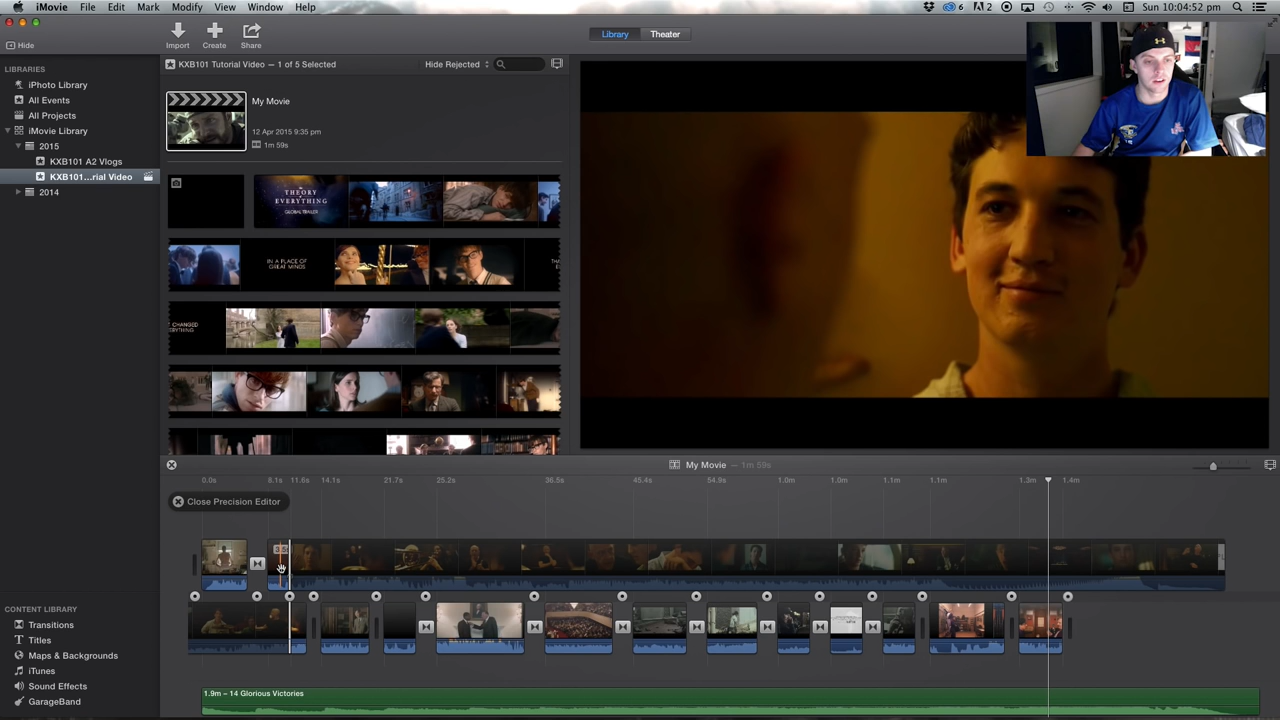 iMovie File Edit Mark Modify View Window Help
6 2 Sun 10:04:52 pm
Import Create Share
Library Theater
Hide
LIBRARIES
iPhoto Library
All Events
All Projects
iMovie Library
2015
KXB101 A2 Vlogs
KXB101...rial Video
2014
KXB101 Tutorial Video — 1 of 5 Selected
Hide Rejected
My Movie
12 Apr 2015 9:35 pm
1m 59s
THE THEORY OF EVERYTHING
GLOBAL TRAILER
IN A PLACE OF
GREAT MINDS
CHANGED
My Movie — 1m 59s
0.0s 8.1s 11.6s 14.1s 21.7s 25.2s 36.5s 45.4s 54.9s 1.0m 1.0m 1.1m 1.1m 1.3m 1.4m
Close Precision Editor
CONTENT LIBRARY
Transitions
Titles
Maps & Backgrounds
iTunes
Sound Effects
GarageBand
1.9m – 14 Glorious Victories